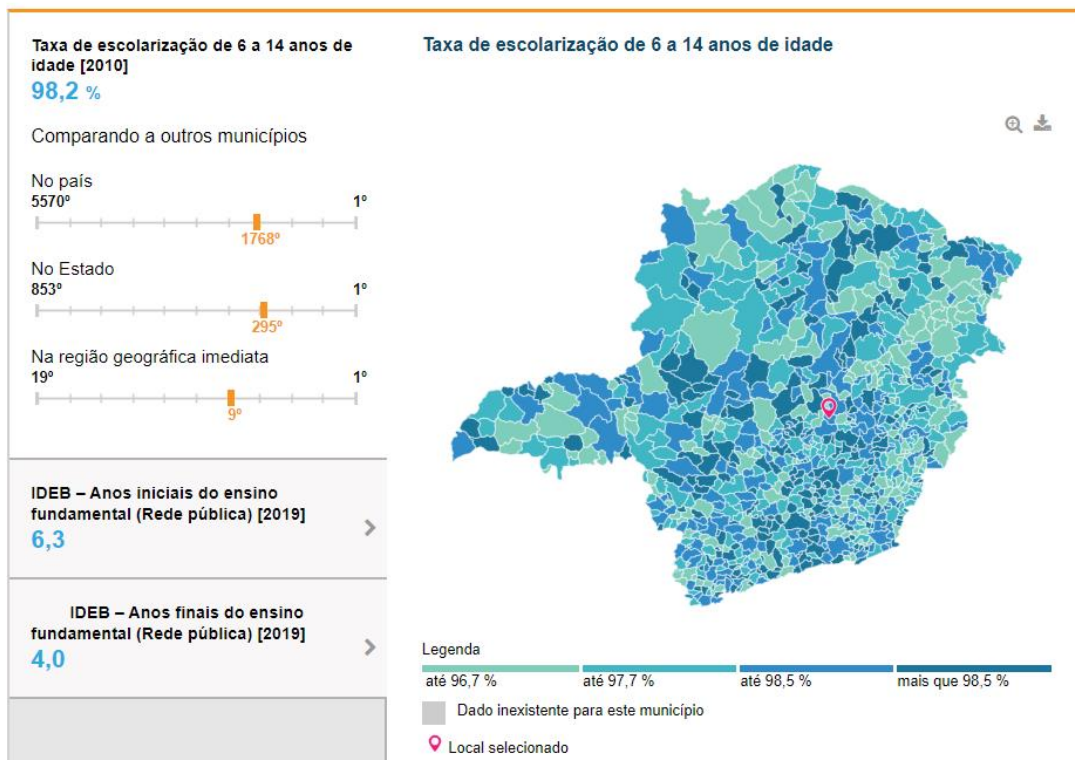 Taxa de escolarização de 6 a 14 anos de
idade [2010]
98,2 %
Comparando a outros municípios
No país
5570º 1º
1768º
No Estado
853º 1º
295º
Na região geográfica imediata
19º 1º
9º
IDEB – Anos iniciais do ensino
fundamental (Rede pública) [2019]
6,3
IDEB – Anos finais do ensino
fundamental (Rede pública) [2019]
4,0
Taxa de escolarização de 6 a 14 anos de idade
Legenda
até 96,7 % até 97,7 % até 98,5 % mais que 98,5 %
Dado inexistente para este município
Local selecionado